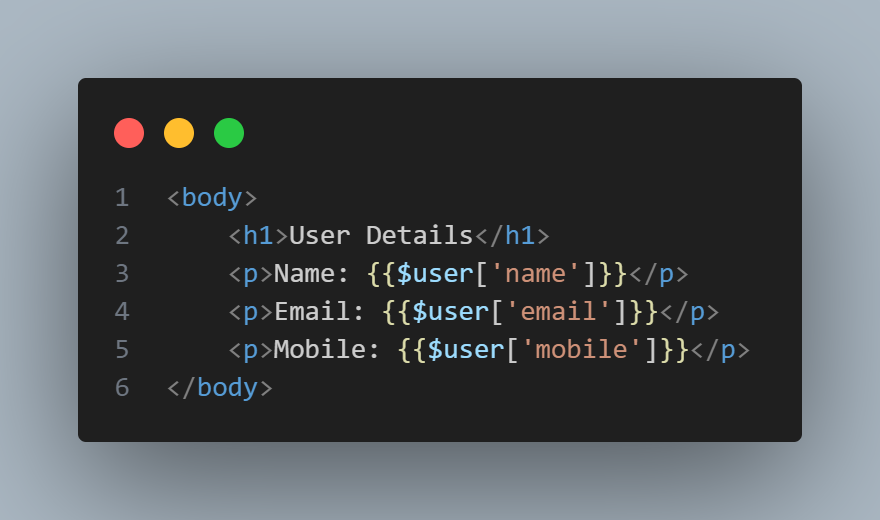 1 <body>
2 <h1>User Details</h1>
3 <p>Name: {{$user['name']}}</p>
4 <p>Email: {{$user['email']}}</p>
5 <p>Mobile: {{$user['mobile']}}</p>
6 </body>